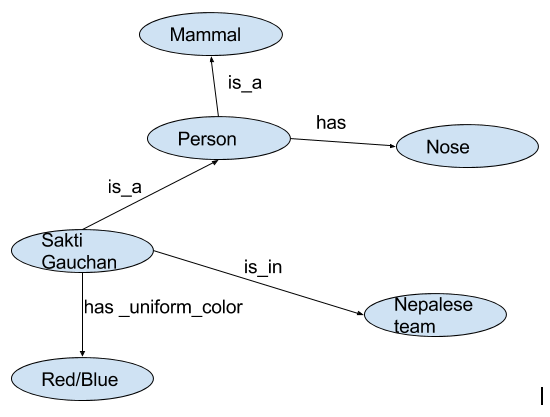 Mammal
is_a
Person
has
Nose
is_a
Sakti
Gauchan
is_in
has _uniform_color
Nepalese
team
Red/Blue